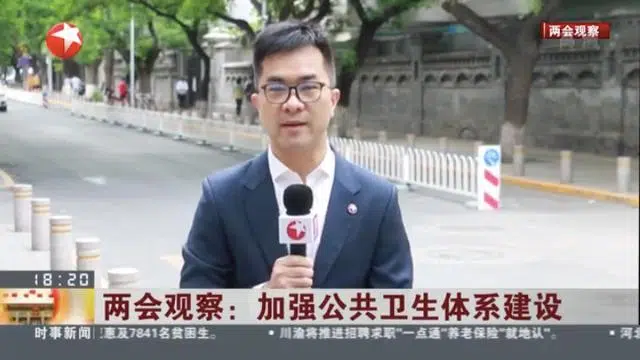 两会观察
18:20
两会观察：加强公共卫生体系建设
时事新闻
惠及7841名贫困生。 ■ 川渝将推进招聘求职"一点通"养老保险"就地认"。 ■